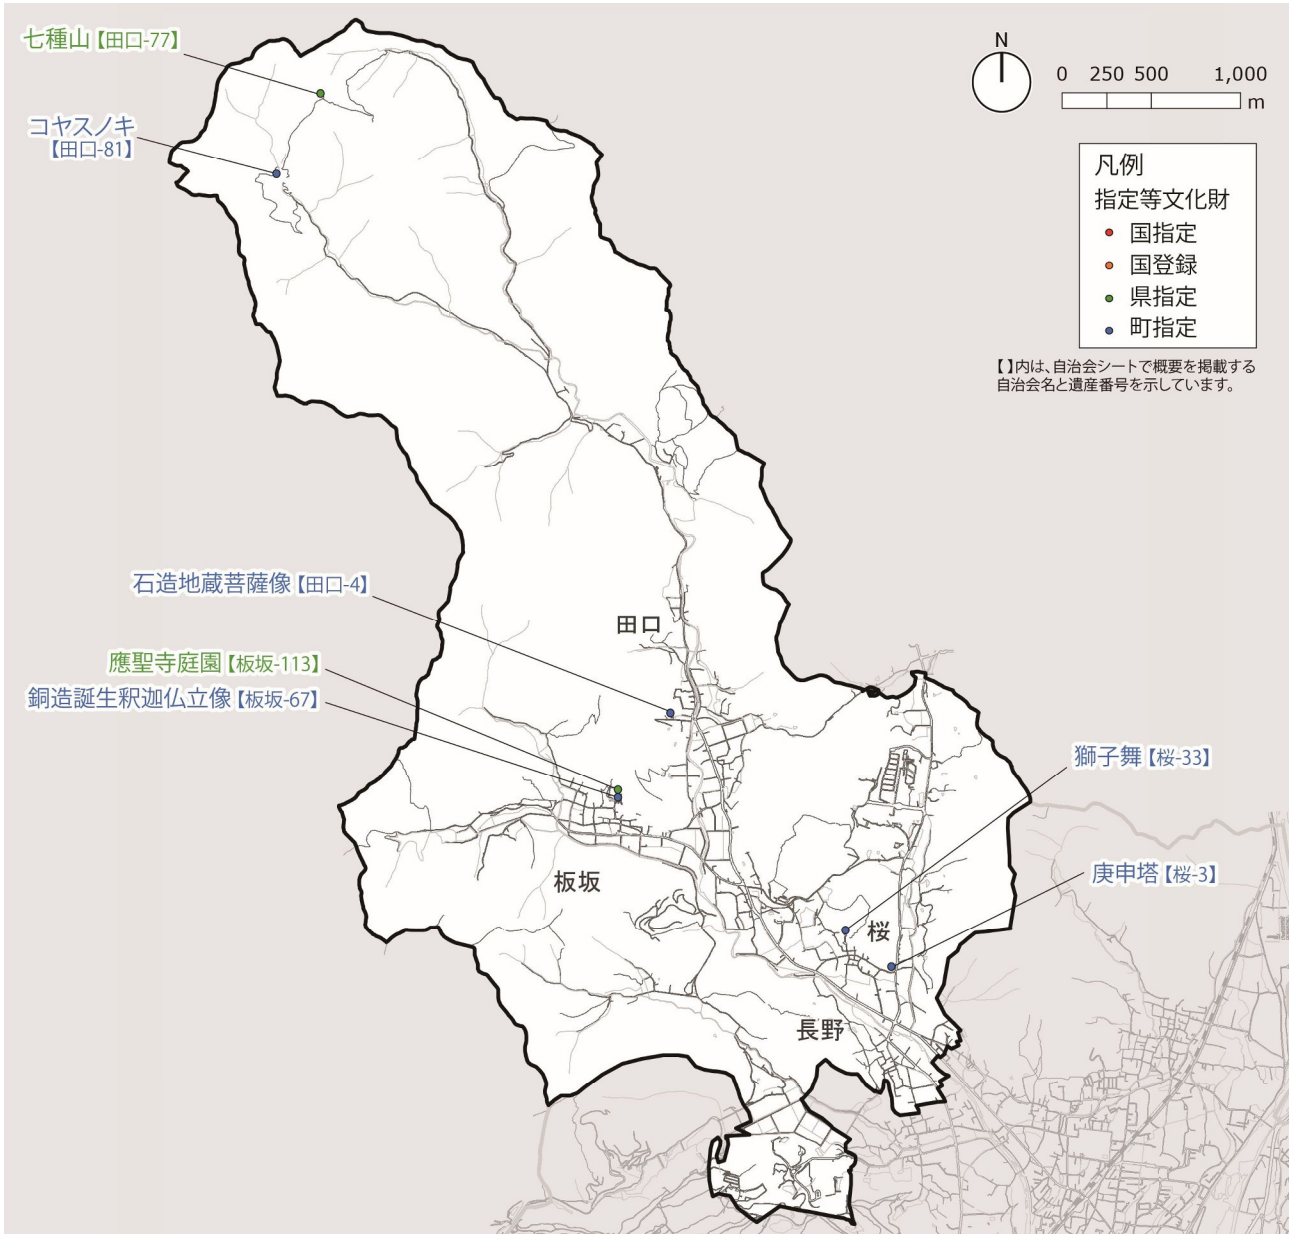 七種山【田口-77】
コヤスノキ
【田口-81】
N
0 250 500 1,000
m
凡例
指定等文化財
国指定
国登録
県指定
町指定
【 】内は、自治会シートで概要を掲載する
自治会名と遺産番号を示しています。
石造地蔵菩薩像【田口-4】
田口
應聖寺庭園【板坂-113】
銅造誕生釈迦仏立像【板坂-67】
獅子舞【桜-33】
庚申塔【桜-3】
板坂
桜
長野